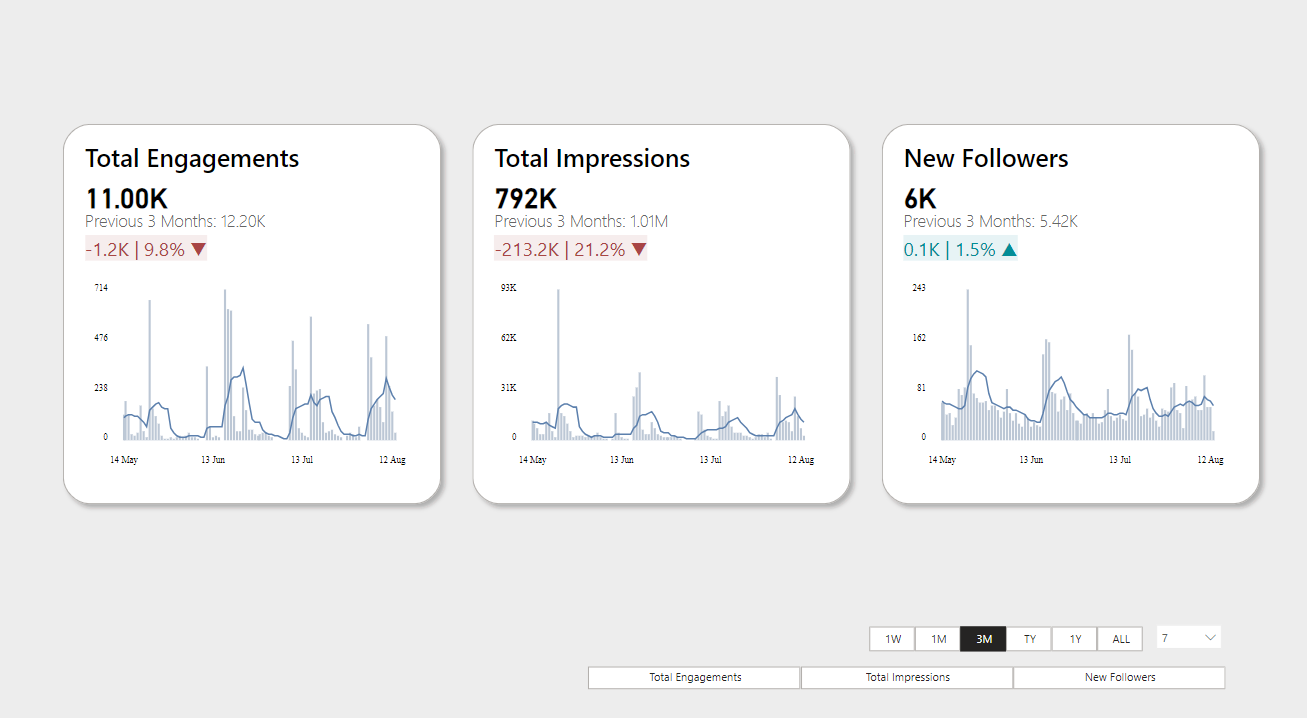 Total Engagements
11.00K
Previous 3 Months: 12.20K
-1.2K | 9.8% ▼
714
476
238
0
14 May 13 Jun 13 Jul 12 Aug
Total Impressions
792K
Previous 3 Months: 1.01M
-213.2K | 21.2% ▼
93K
62K
31K
0
14 May 13 Jun 13 Jul 12 Aug
New Followers
6K
Previous 3 Months: 5.42K
0.1K | 1.5% ▲
243
162
81
0
14 May 13 Jun 13 Jul 12 Aug
1W 1M 3M TY 1Y ALL 7
Total Engagements Total Impressions New Followers